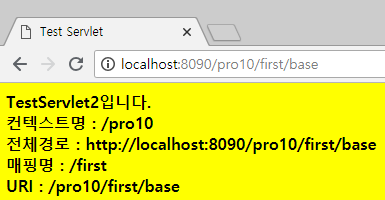 Test Servlet
localhost:8090/pro10/first/base
TestServlet2입니다.
컨텍스트명 : /pro10
전체경로 : http://localhost:8090/pro10/first/base
매핑명 : /first
URI : /pro10/first/base